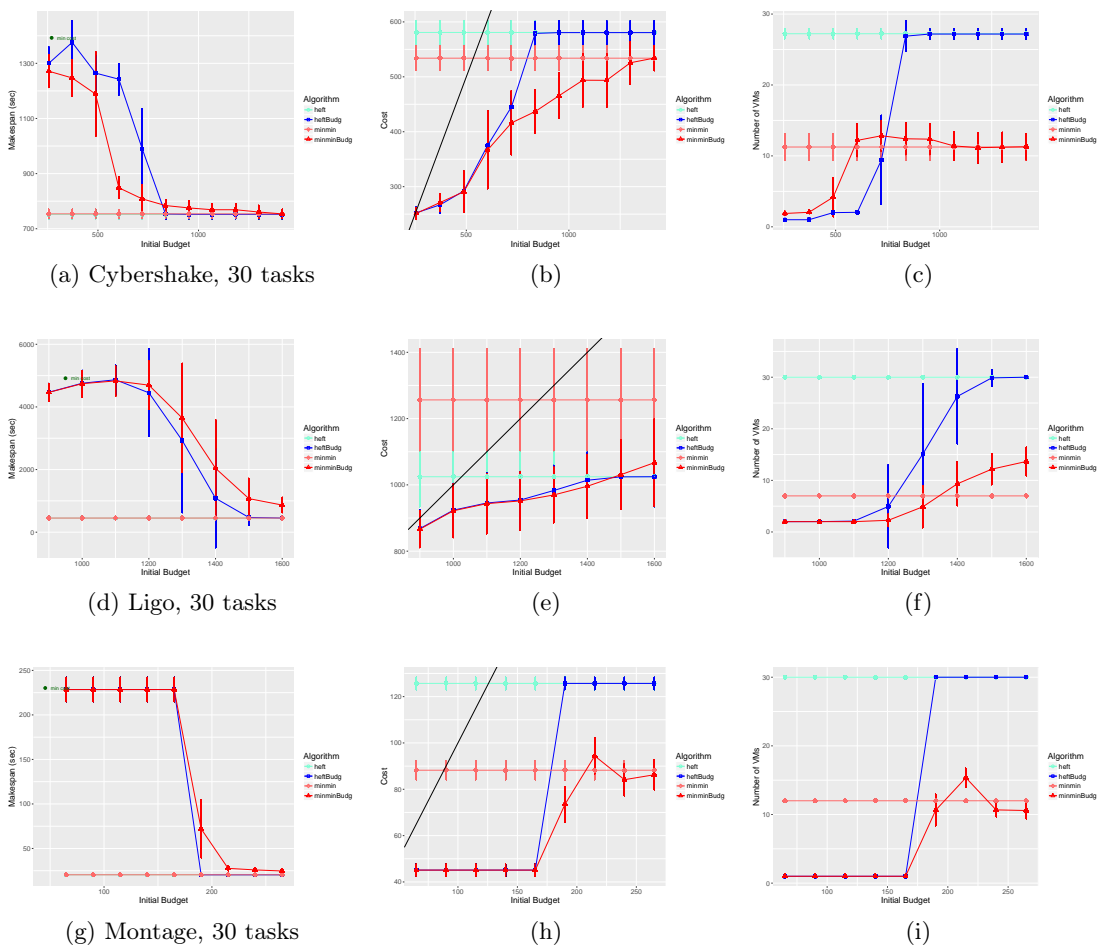 1300
1100
900
700
500
1000
Makespan (sec)
Initial Budget
Algorithm
heft
heftBudg
minmin
minminBudg
600
500
400
300
500
1000
Cost
Initial Budget
Algorithm
heft
heftBudg
minmin
minminBudg
30
20
10
0
500
1000
Number of VMs
Initial Budget
Algorithm
heft
heftBudg
minmin
minminBudg
(a) Cybershake, 30 tasks
(b)
(c)
6000
4000
2000
0
1000
1200
1400
1600
Makespan (sec)
Initial Budget
Algorithm
heft
heftBudg
minmin
minminBudg
1400
1200
1000
800
1000
1200
1400
1600
Cost
Initial Budget
Algorithm
heft
heftBudg
minmin
minminBudg
30
20
10
0
1000
1200
1400
1600
Number of VMs
Initial Budget
Algorithm
heft
heftBudg
minmin
minminBudg
(d) Ligo, 30 tasks
(e)
(f)
250
200
150
100
50
100
200
Makespan (sec)
Initial Budget
Algorithm
heft
heftBudg
minmin
minminBudg
120
100
80
60
40
100
150
200
250
Cost
Initial Budget
Algorithm
heft
heftBudg
minmin
minminBudg
30
20
10
0
100
150
200
250
Number of VMs
Initial Budget
Algorithm
heft
heftBudg
minmin
minminBudg
(g) Montage, 30 tasks
(h)
(i)